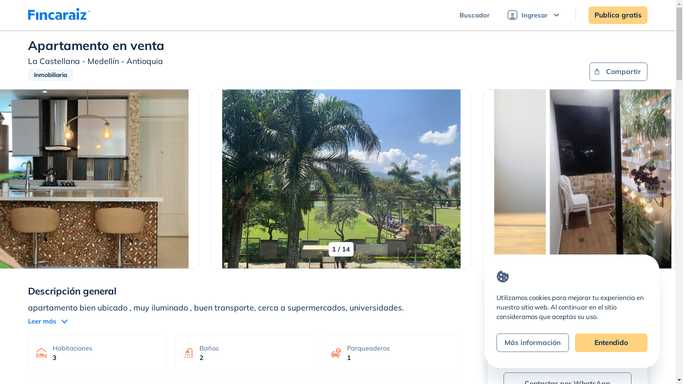 Fincaraiz
Buscador
Ingresar
Publica gratis
Apartamento en venta
La Castellana - Medellín - Antioquia
Inmobiliaria
Compartir
1 / 14
Descripción general
apartamento bien ubicado , muy iluminado , buen transporte, cerca a supermercados, universidades.
Leer más
Habitaciones
3
Baños
2
Parqueaderos
1
Utilizamos cookies para mejorar tu experiencia en
nuestro sitio web. Al continuar en el sitio
consideramos que aceptas su uso.
Más información
Entendido
Contactar por WhatsApp